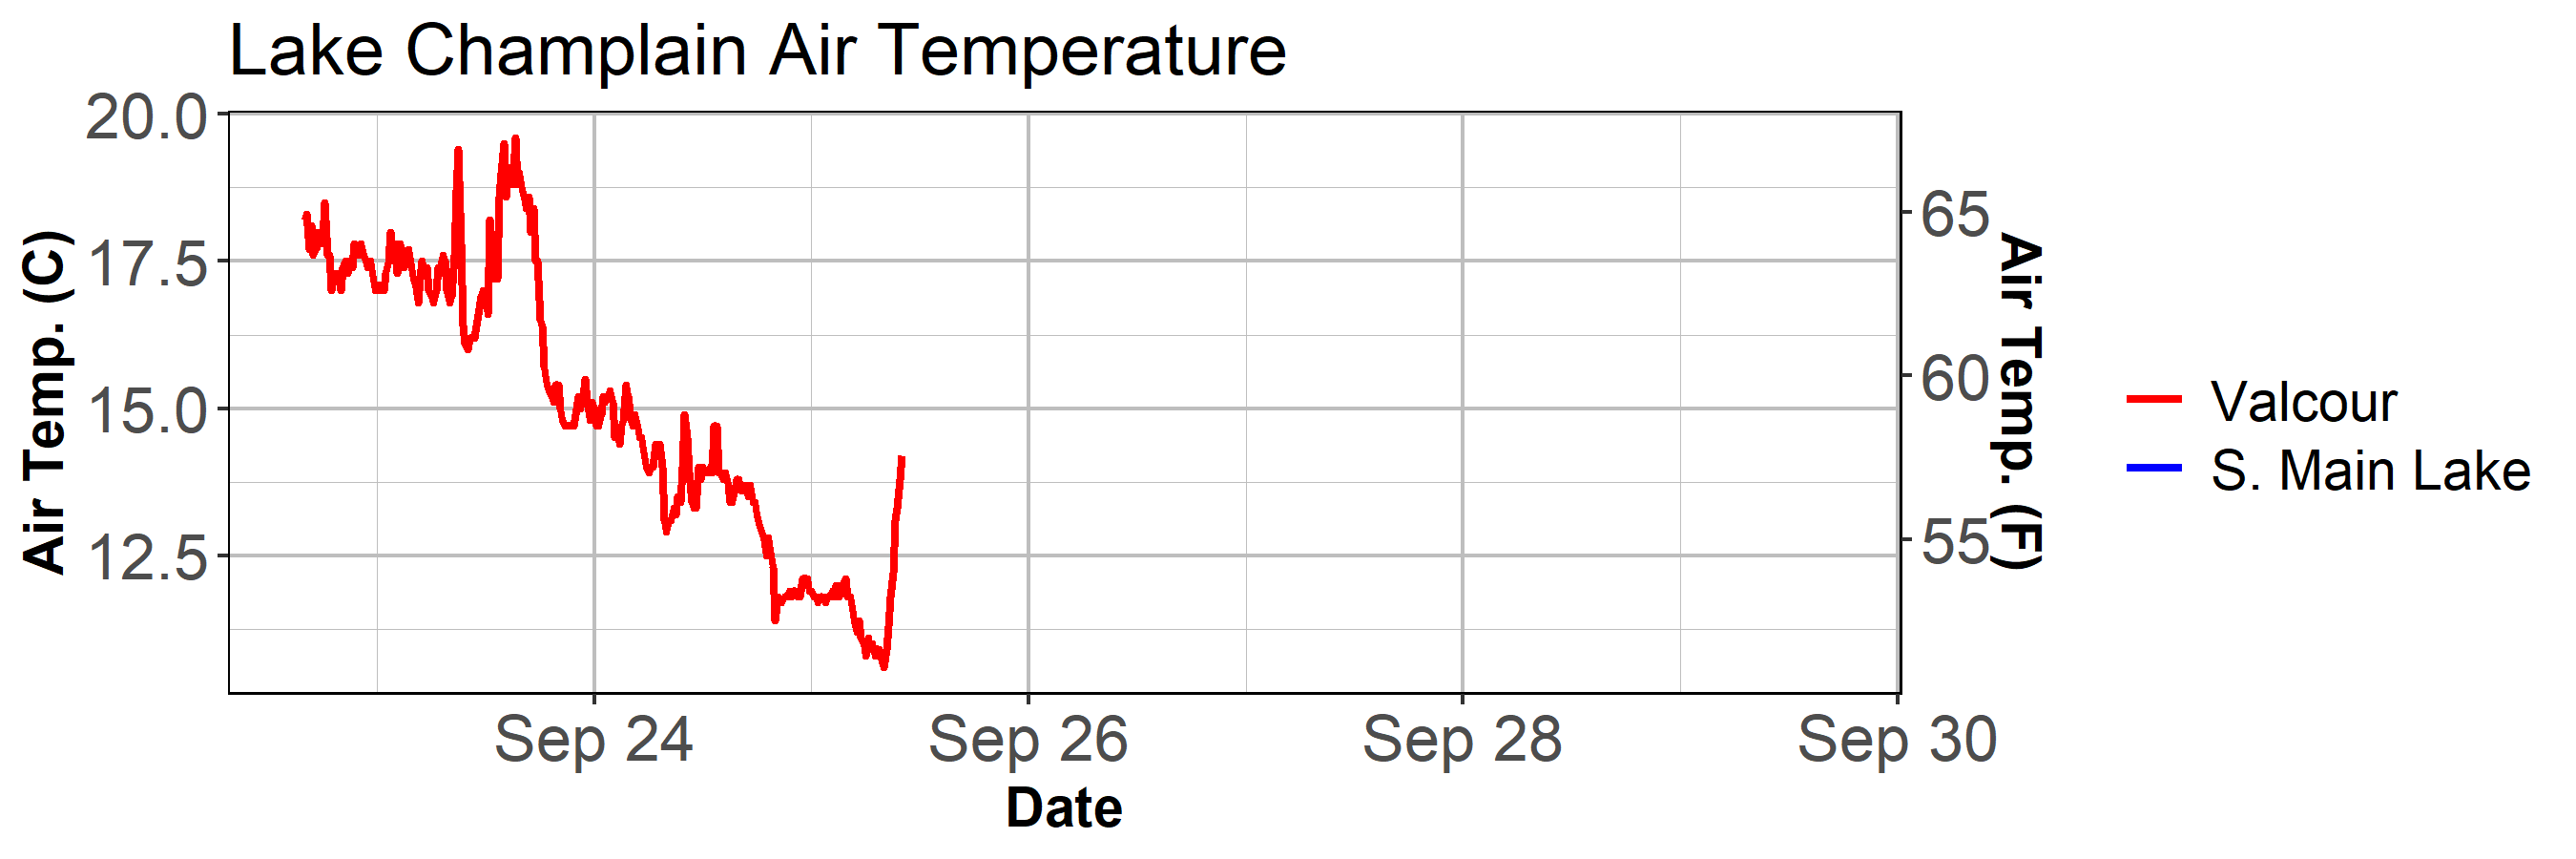 Lake Champlain Air Temperature
Air Temp. (C)
20.0
17.5
15.0
12.5
65
60
55
Air Temp. (F)
Sep 24
Sep 26
Sep 28
Sep 30
Date
Valcour
S. Main Lake